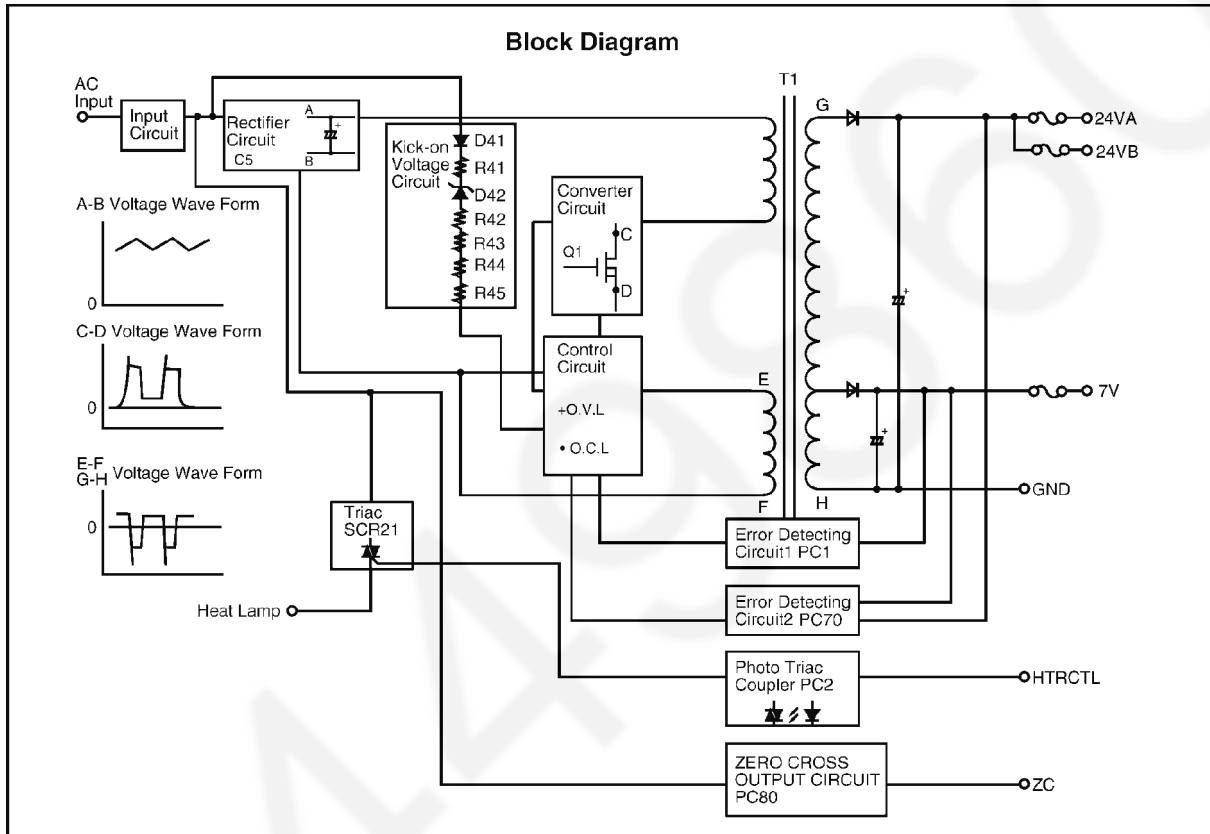 Block Diagram
AC
Input
Input
Circuit
Rectifier
Circuit
C5
A
B
Kick-on
Voltage
Circuit
D41
R41
D42
R42
R43
R44
R45
Converter
Circuit
C
Q1
D
Control
Circuit
+O.V.L
• O.C.L
T1
G
E
F
H
24VA
24VB
7V
GND
A-B Voltage Wave Form
0
C-D Voltage Wave Form
0
E-F
G-H Voltage Wave Form
0
Triac
SCR21
Heat Lamp
Error Detecting
Circuit1 PC1
Error Detecting
Circuit2 PC70
Photo Triac
Coupler PC2
HTRCTL
ZERO CROSS
OUTPUT CIRCUIT
PC80
ZC